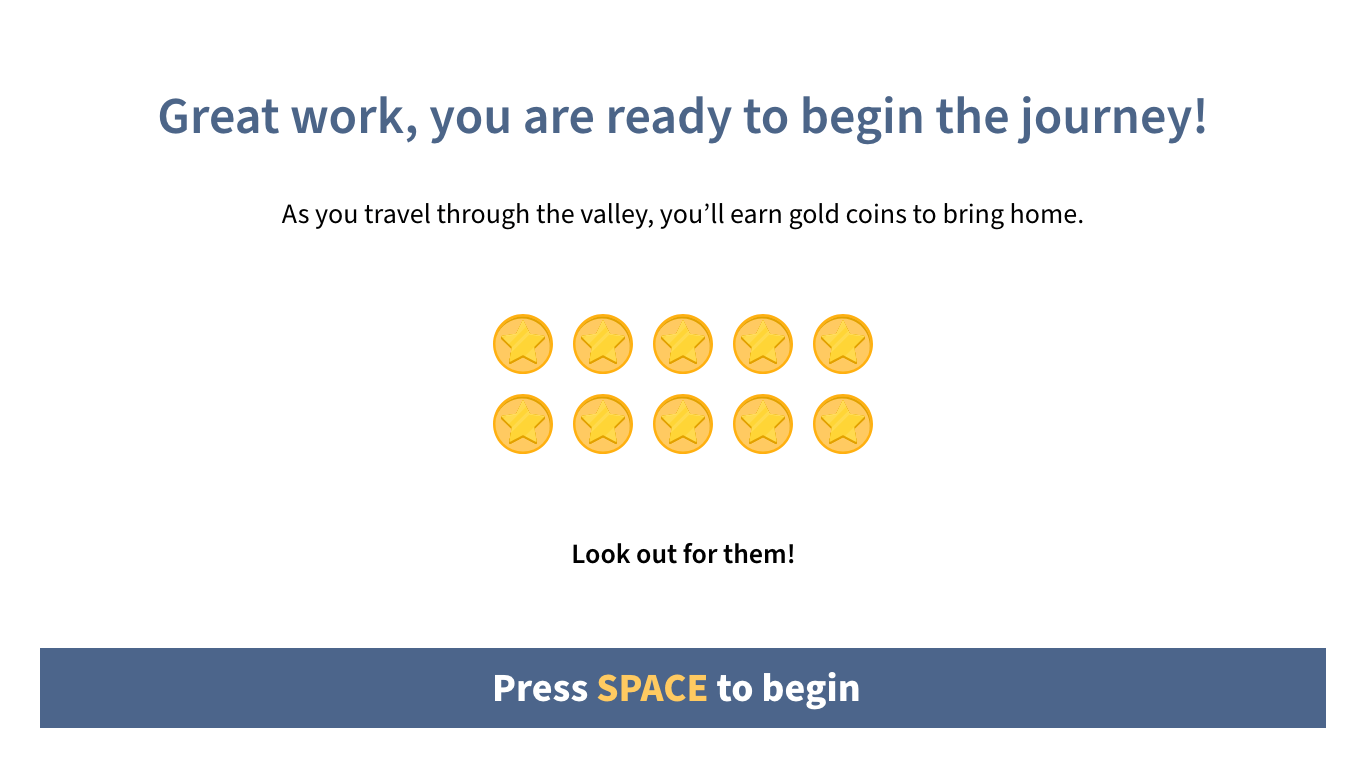 Great work, you are ready to begin the journey!
As you travel through the valley, you’ll earn gold coins to bring home.
Look out for them!
Press SPACE to begin